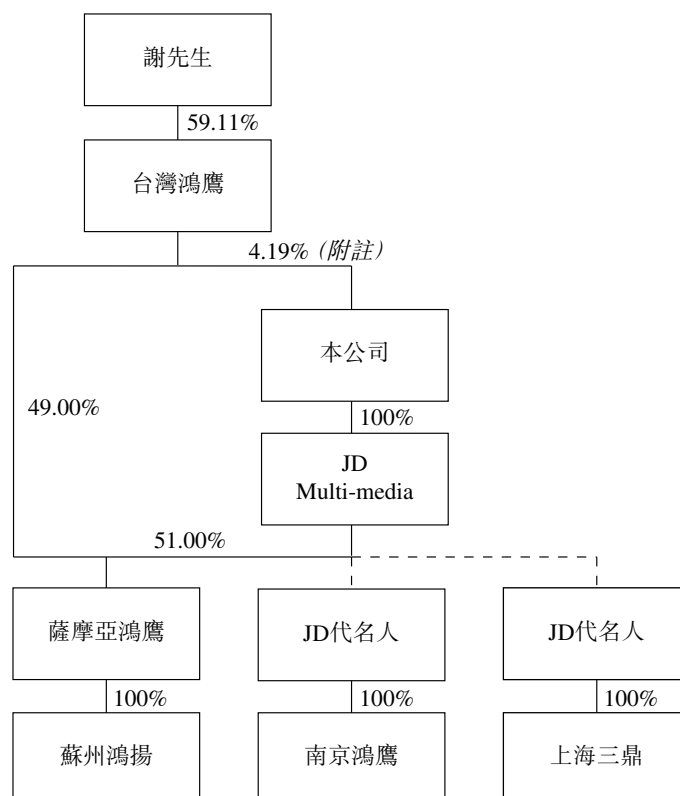 謝先生
59.11%
台灣鴻鷹
4.19% (附註)
本公司
49.00%
100%
JD
Multi-media
51.00%
薩摩亞鴻鷹
JD代名人
JD代名人
100%
100%
100%
蘇州鴻揚
南京鴻鷹
上海三鼎